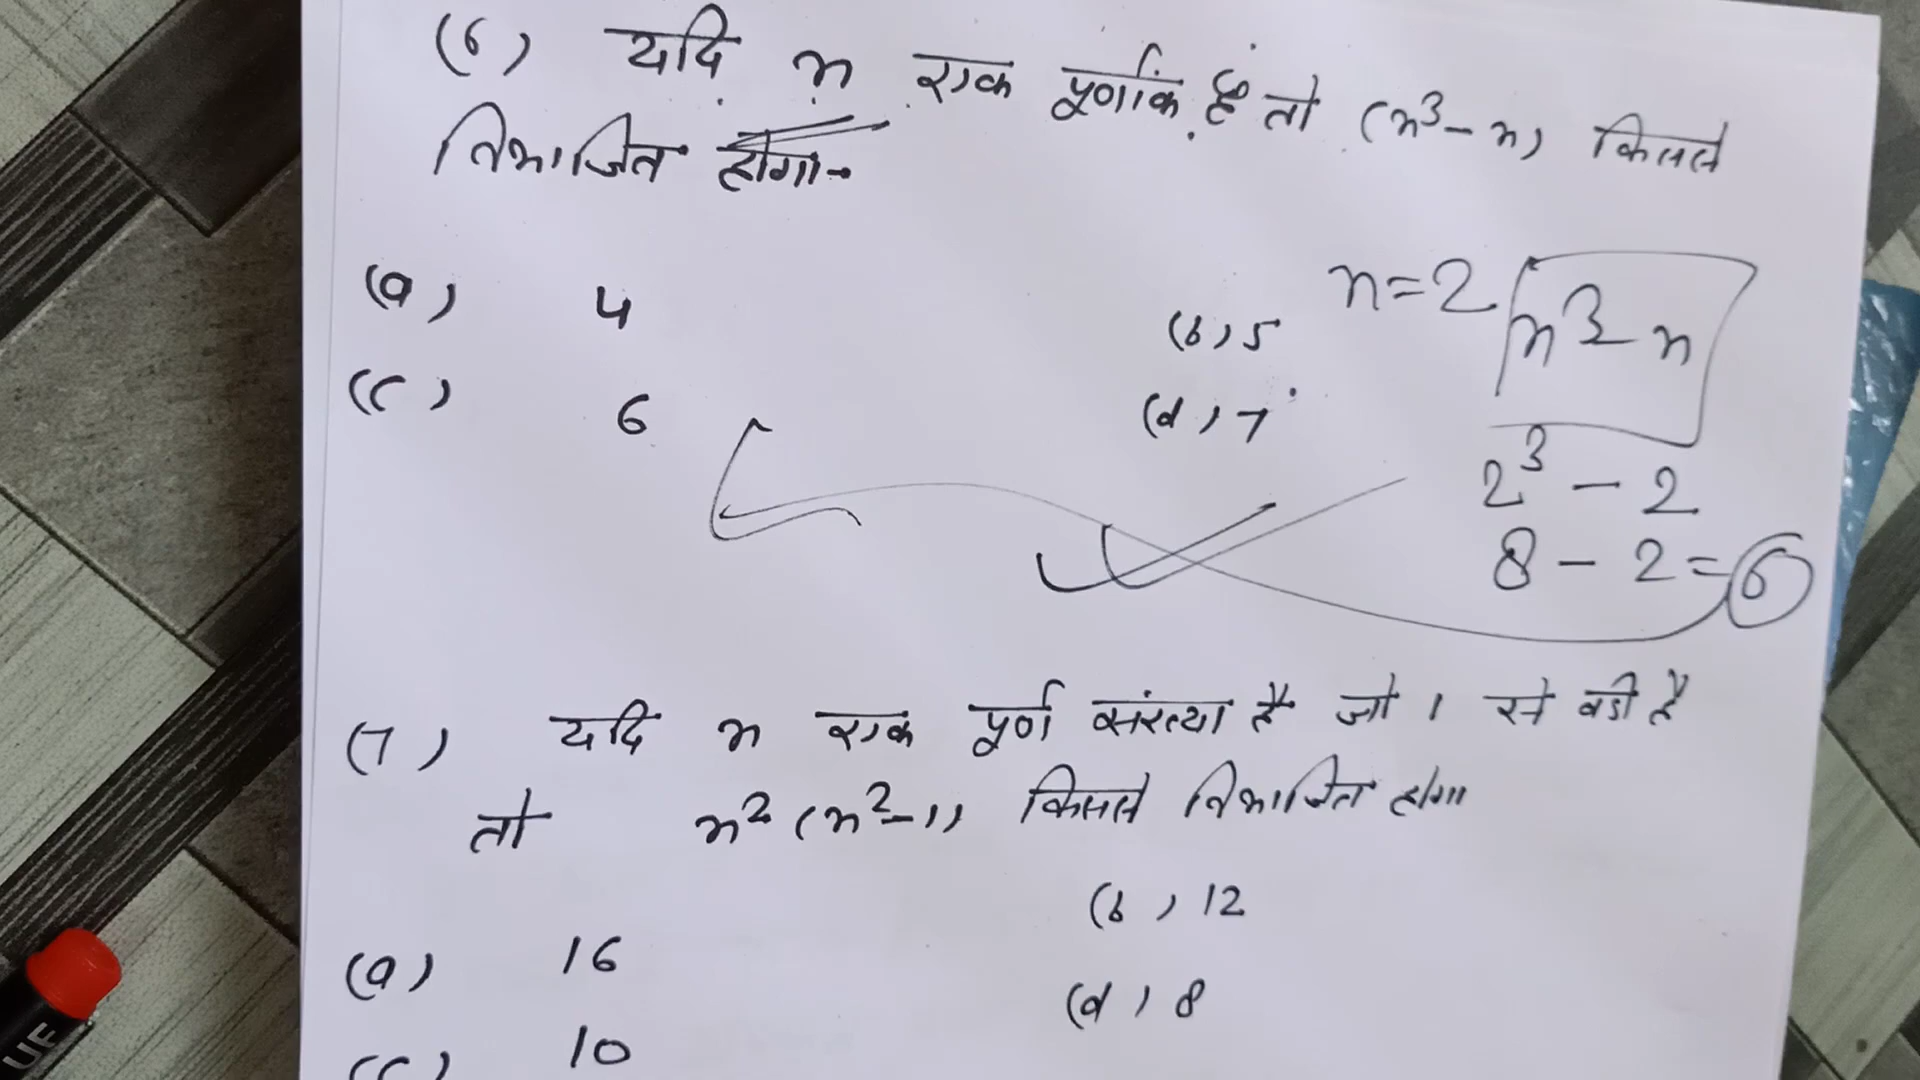 (6) यदि n एक पूर्णांक है तो (n³ - n) किससे
विभाजित होगा-
(a) 4
(b) 5
(c) 6
(d) 7
n = 2
n³ - n
2³ - 2
8 - 2 = 6
(7) यदि n एक पूर्ण संख्या है जो 1 से बडी है
तो n² (n² - 1) किससे विभाजित होगा
(a) 16
(b) 12
(c) 10
(d) 8
UF